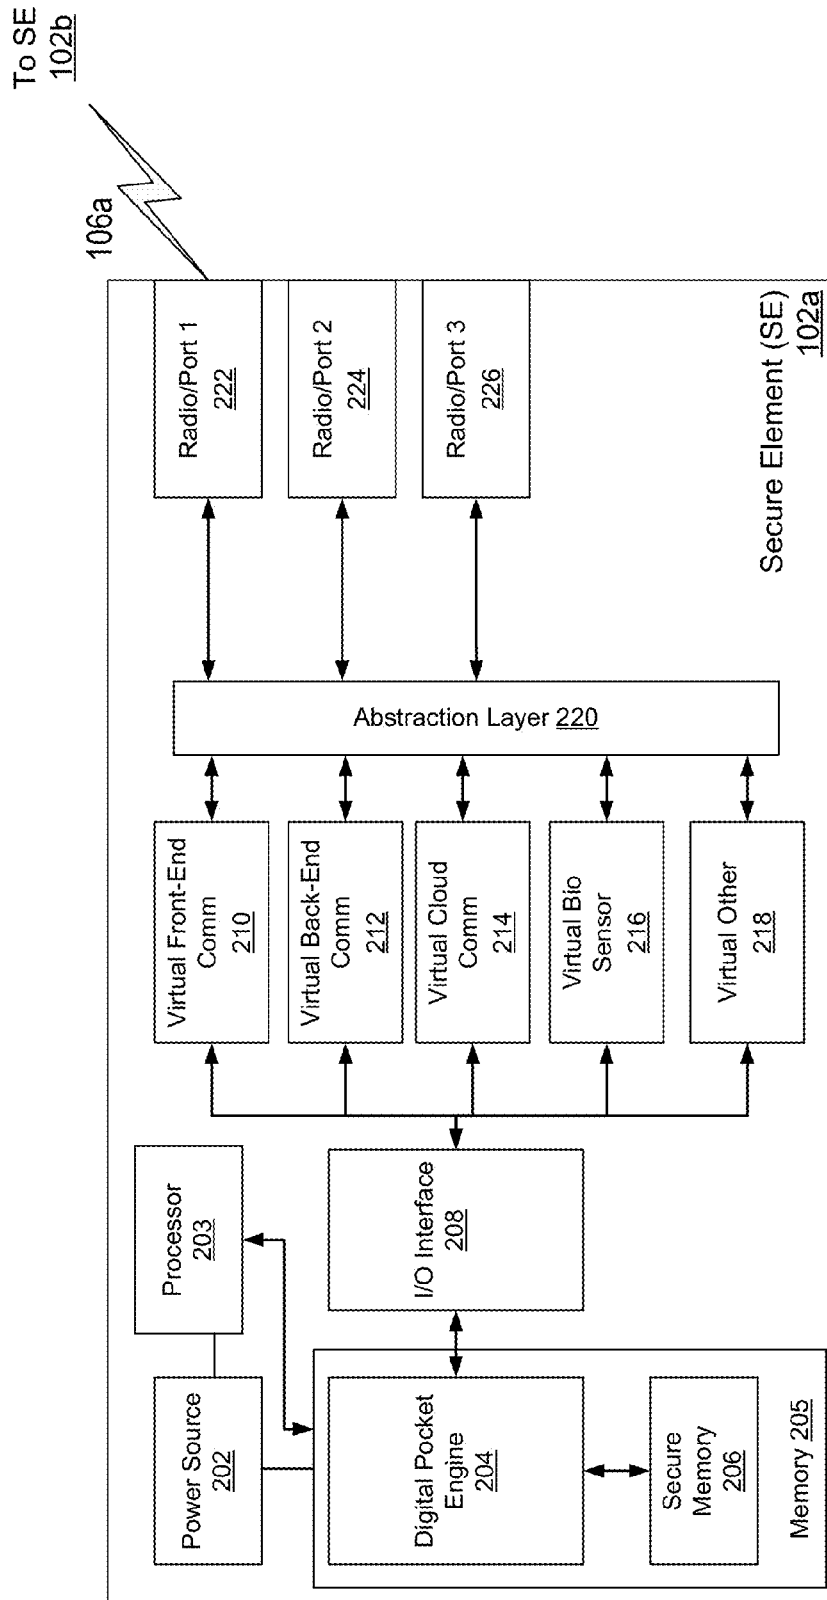 To SE
102b
106a
Power Source
202
Processor
203
Digital Pocket
Engine
204
Secure
Memory
206
Memory 205
I/O Interface
208
Virtual Front-End
Comm
210
Virtual Back-End
Comm
212
Virtual Cloud
Comm
214
Virtual Bio
Sensor
216
Virtual Other
218
Abstraction Layer 220
Radio/Port 1
222
Radio/Port 2
224
Radio/Port 3
226
Secure Element (SE)
102a